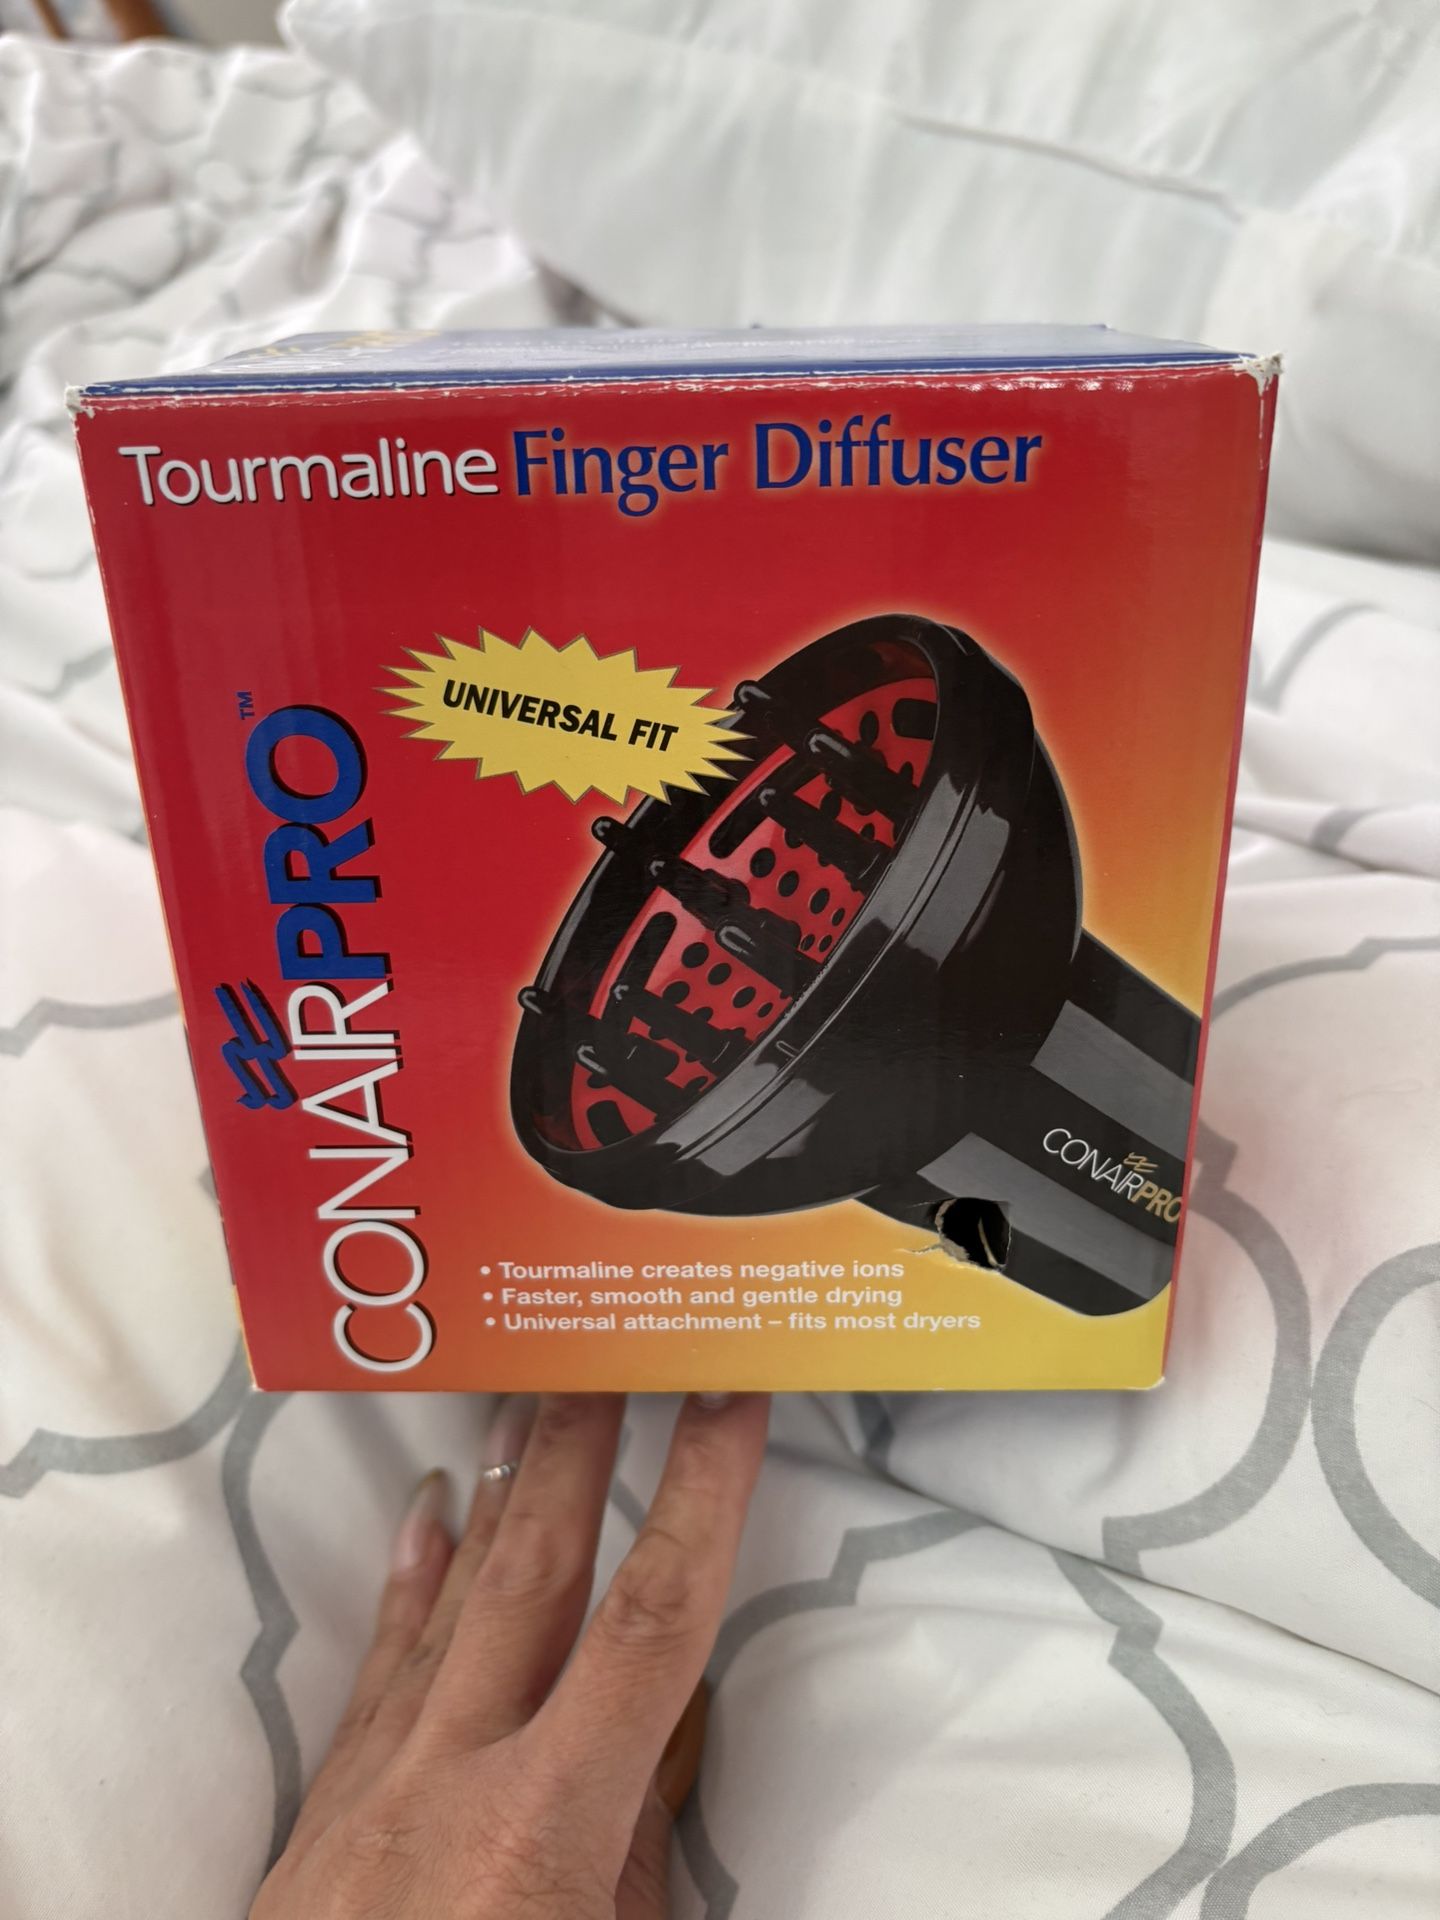 Tourmaline Finger Diffuser
UNIVERSAL FIT
CONAIRPRO™
CONAIRPRO
• Tourmaline creates negative ions
• Faster, smooth and gentle drying
• Universal attachment – fits most dryers